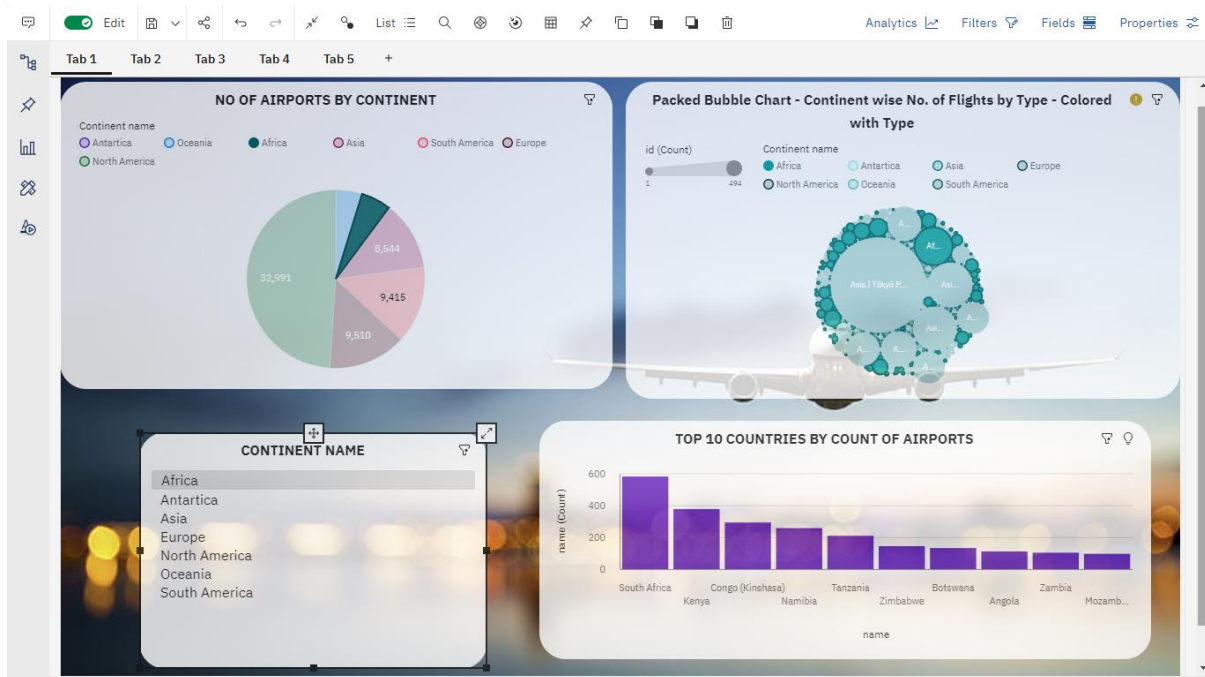 Edit
List
Analytics
Filters
Fields
Properties
Tab 1
Tab 2
Tab 3
Tab 4
Tab 5
+
NO OF AIRPORTS BY CONTINENT
Continent name
Antartica
Oceania
Africa
Asia
South America
Europe
North America
8,544
32,991
9,415
9,510
Packed Bubble Chart - Continent wise No. of Flights by Type - Colored
with Type
id (Count)
1
494
Continent name
Africa
Antartica
Asia
Europe
North America
Oceania
South America
A...
Af...
Asia | Tōkyō P...
Asi...
A...
Asi...
A...
A...
A...
CONTINENT NAME
Africa
Antartica
Asia
Europe
North America
Oceania
South America
TOP 10 COUNTRIES BY COUNT OF AIRPORTS
name (Count)
600
400
200
0
South Africa
Kenya
Congo (Kinshasa)
Namibia
Tanzania
Zimbabwe
Botswana
Angola
Zambia
Mozamb...
name